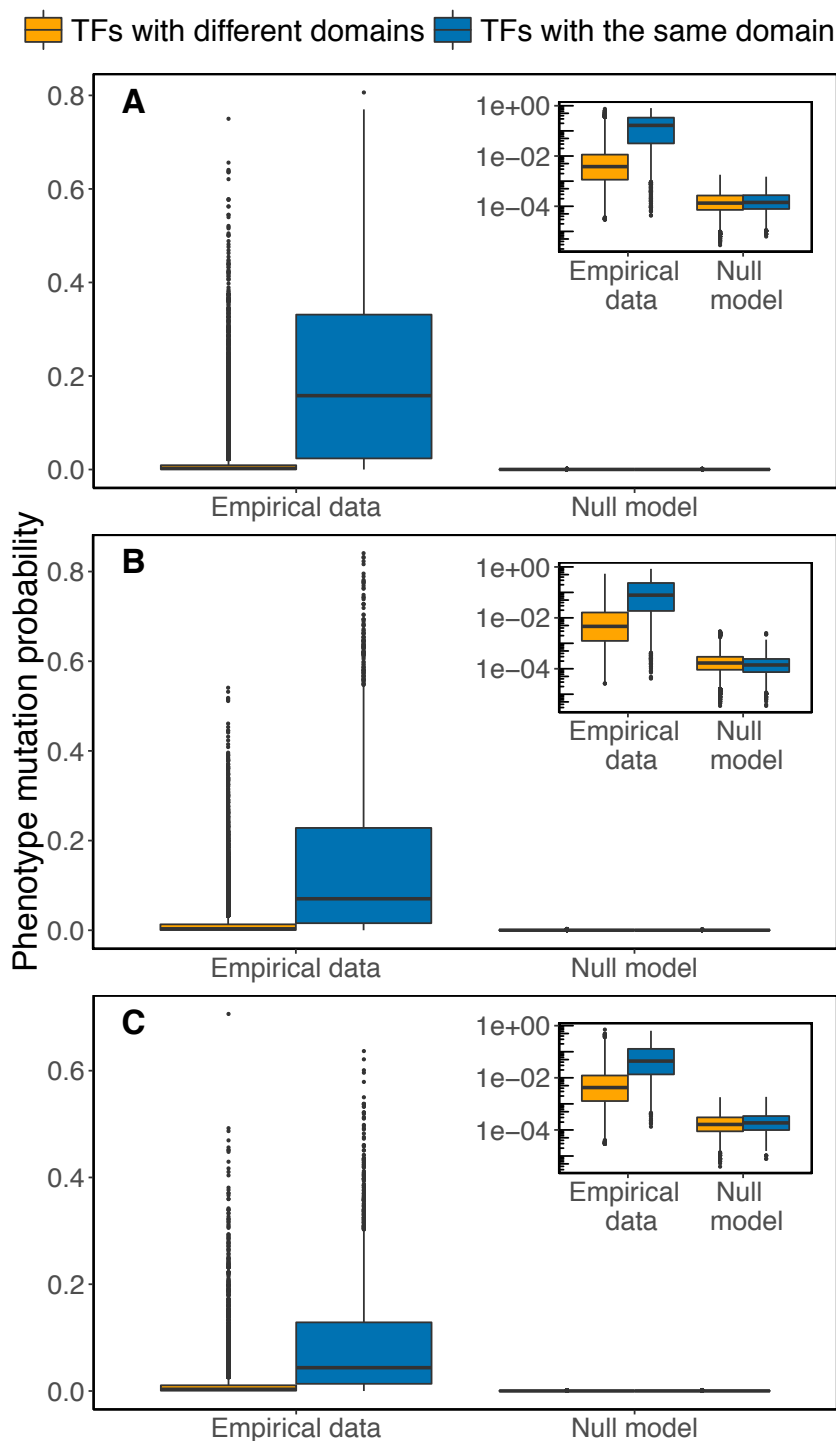 TFs with different domains TFs with the same domain
Phenotype mutation probability
A
0.8
0.6
0.4
0.2
0.0
Empirical data Null model
1e+00
1e−02
1e−04
Empirical Null
data model
B
0.8
0.6
0.4
0.2
0.0
Empirical data Null model
1e+00
1e−02
1e−04
Empirical Null
data model
C
0.6
0.4
0.2
0.0
Empirical data Null model
1e+00
1e−02
1e−04
Empirical Null
data model